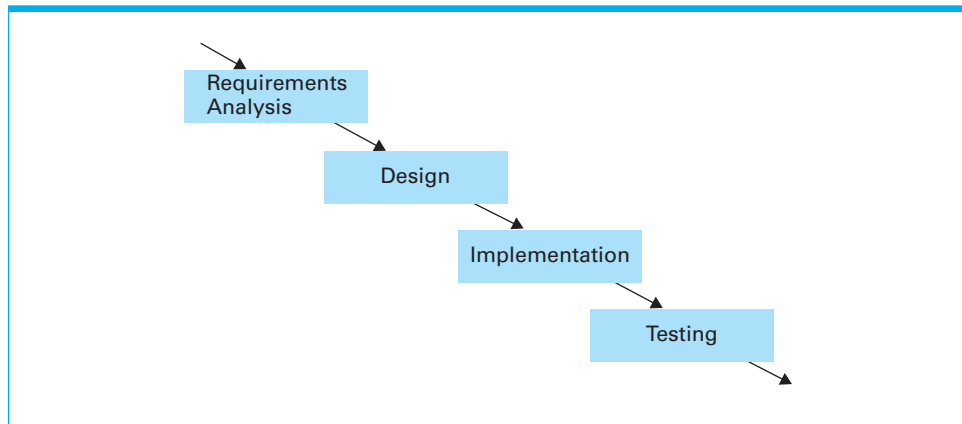 Requirements
Analysis
Design
Implementation
Testing